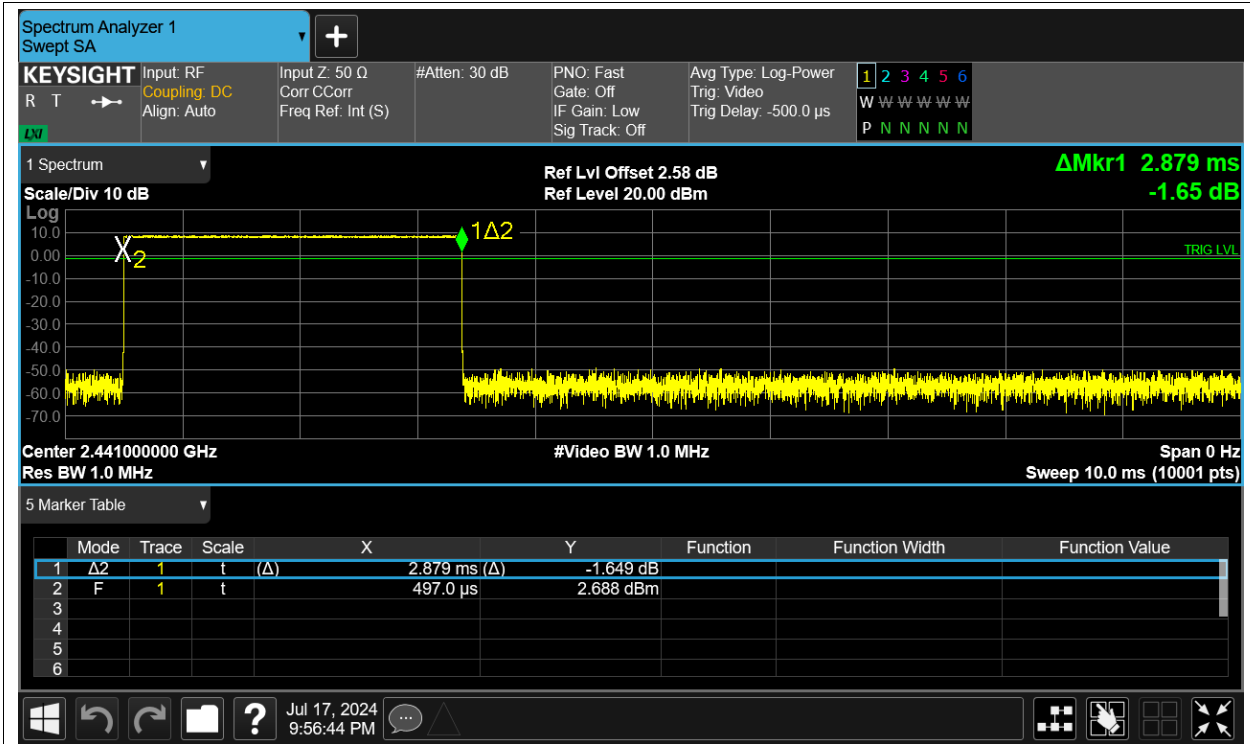 Spectrum Analyzer 1
Swept SA
KEYSIGHT
R T
LXI
Input: RF
Coupling: DC
Align: Auto
Input Z: 50 Ω
Corr CCorr
Freq Ref: Int (S)
#Atten: 30 dB
PNO: Fast
Gate: Off
IF Gain: Low
Sig Track: Off
Avg Type: Log-Power
Trig: Video
Trig Delay: -500.0 µs
1 2 3 4 5 6
W W W W W W
P N N N N N
1 Spectrum
Scale/Div 10 dB
Ref Lvl Offset 2.58 dB
Ref Level 20.00 dBm
ΔMkr1 2.879 ms
-1.65 dB
Log
10.0
0.00
-10.0
-20.0
-30.0
-40.0
-50.0
-60.0
-70.0
X2
1Δ2
TRIG LVL
Center 2.441000000 GHz
Res BW 1.0 MHz
#Video BW 1.0 MHz
Span 0 Hz
Sweep 10.0 ms (10001 pts)
5 Marker Table
Mode Trace Scale X Y Function Function Width Function Value
1 Δ2 1 t (Δ) 2.879 ms (Δ) -1.649 dB
2 F 1 t 497.0 µs 2.688 dBm
3
4
5
6
?
Jul 17, 2024
9:56:44 PM